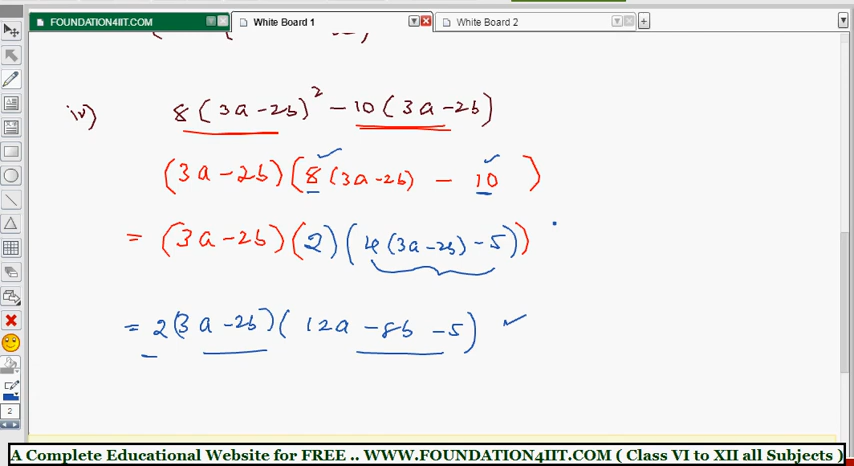 FOUNDATION4IIT.COM
White Board 1
White Board 2
iv) 8 (3a-2b)² - 10 (3a-2b)
(3a-2b) (8 (3a-2b) - 10 )
= (3a-2b) (2) (4 (3a-2b) - 5))
= 2(3a-2b) (12a - 8b - 5) ✓
2
A Complete Educational Website for FREE .. WWW.FOUNDATION4IIT.COM ( Class VI to XII all Subjects )